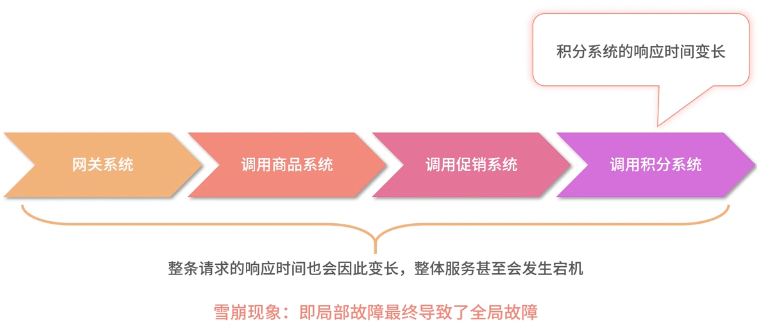 积分系统的响应时间变长
网关系统
调用商品系统
调用促销系统
调用积分系统
整条请求的响应时间也会因此变长，整体服务甚至会发生宕机
雪崩现象：即局部故障最终导致了全局故障